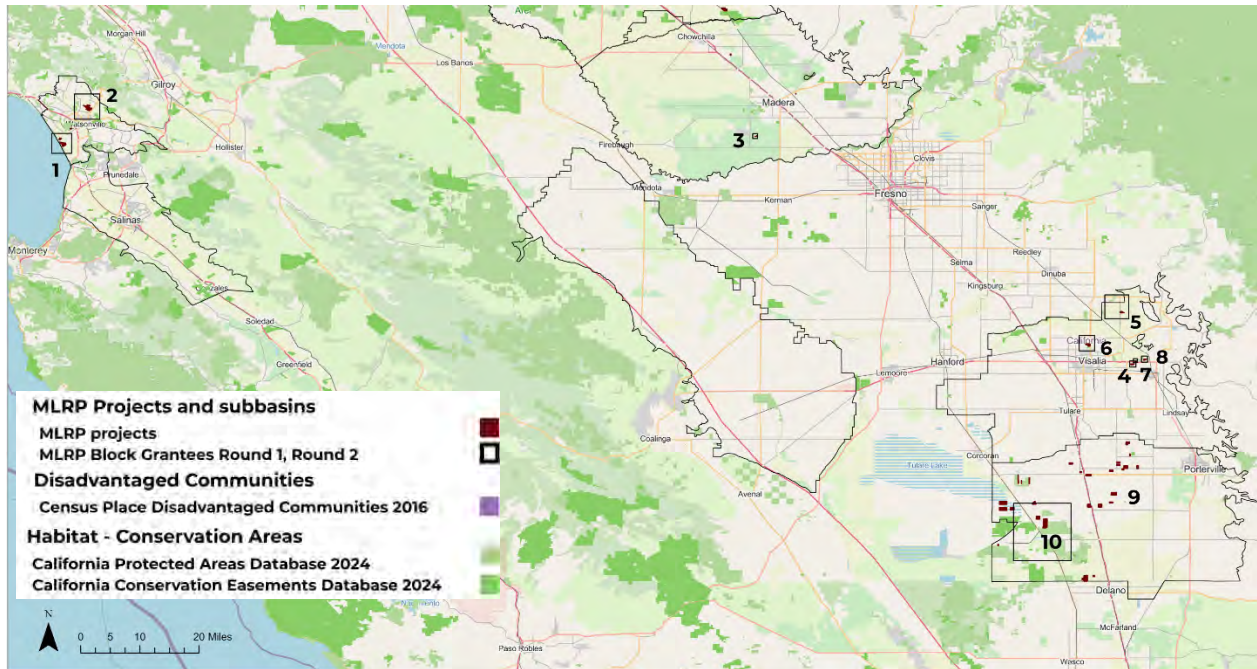 Morgan Hill
Chowchilla
Mendota
Los Banos
Gilroy
2
Madera
Watsonville
3
Firebaugh
Hollister
Clovis
1
Prunedale
Mendota
Fresno
Kerman
Sanger
Salinas
Monterey
Reedley
Selma
Dinuba
Gonzales
Kingsburg
Soledad
5
California
6
8
Greenfield
Hanford
Visalia
4
7
Lemoore
Tulare
Lindsay
Coalinga
Corcoran
Tulare Lake
Porterville
Avenal
9
10
Delano
McFarland
Wasco
Paso Robles
MLRP Projects and subbasins
MLRP projects
MLRP Block Grantees Round 1, Round 2
Disadvantaged Communities
Census Place Disadvantaged Communities 2016
Habitat - Conservation Areas
California Protected Areas Database 2024
California Conservation Easements Database 2024
N
0 5 10 20 Miles